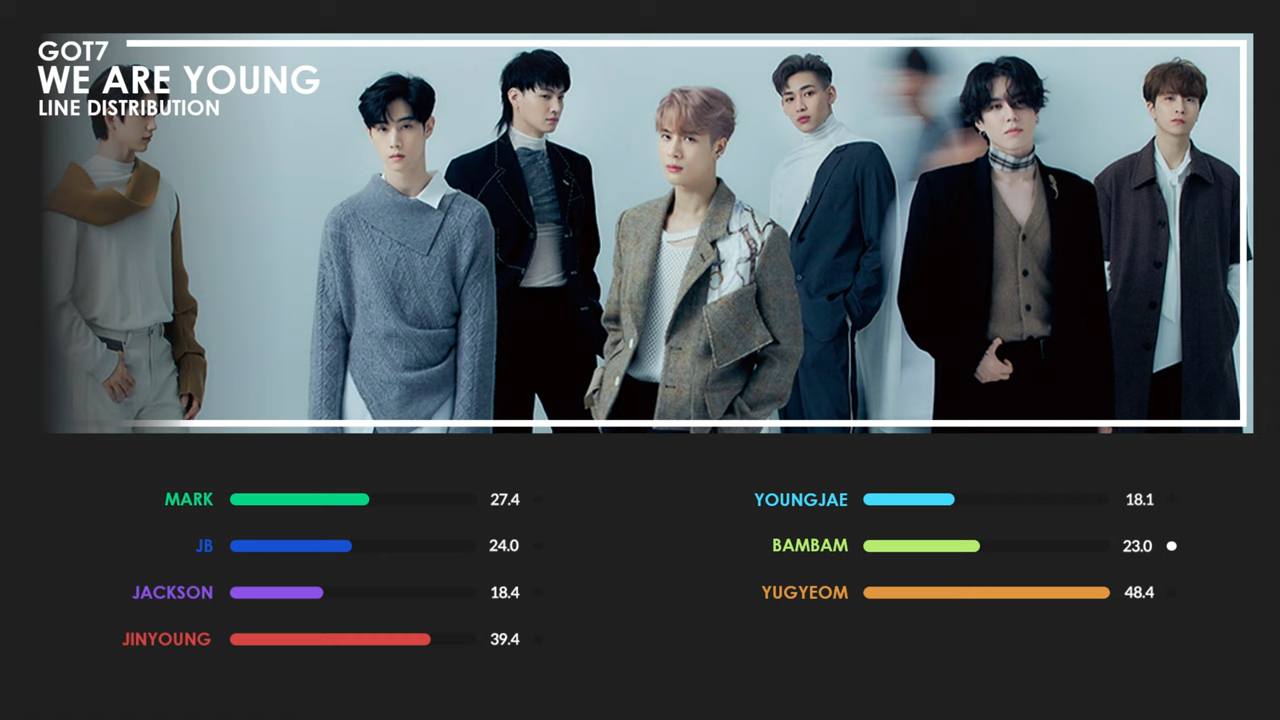 GOT7
WE ARE YOUNG
LINE DISTRIBUTION
MARK 27.4
JB 24.0
JACKSON 18.4
JINYOUNG 39.4
YOUNGJAE 18.1
BAMBAM 23.0
YUGYEOM 48.4